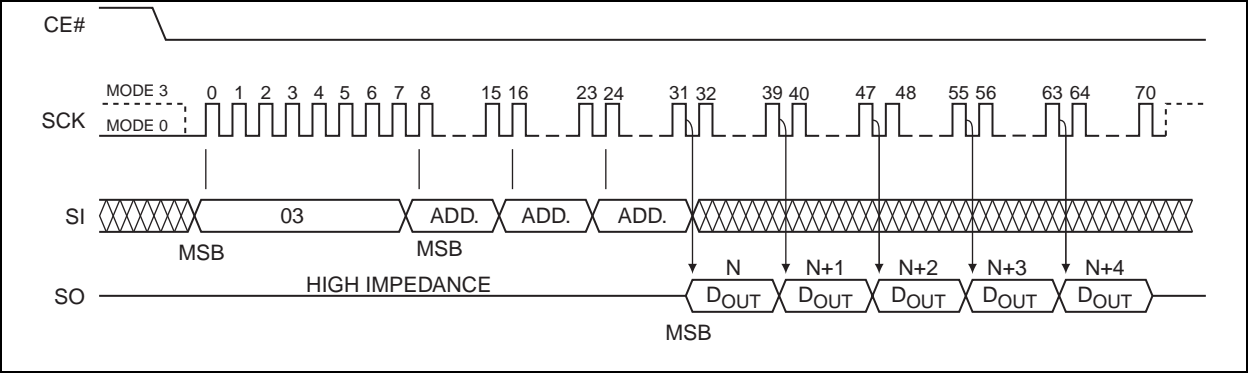 CE#
MODE 3
0 1 2 3 4 5 6 7 8 15 16 23 24 31 32 39 40 47 48 55 56 63 64 70
SCK
MODE 0
SI
03 ADD. ADD. ADD.
MSB MSB
N N+1 N+2 N+3 N+4
HIGH IMPEDANCE
SO
DOUT DOUT DOUT DOUT DOUT
MSB